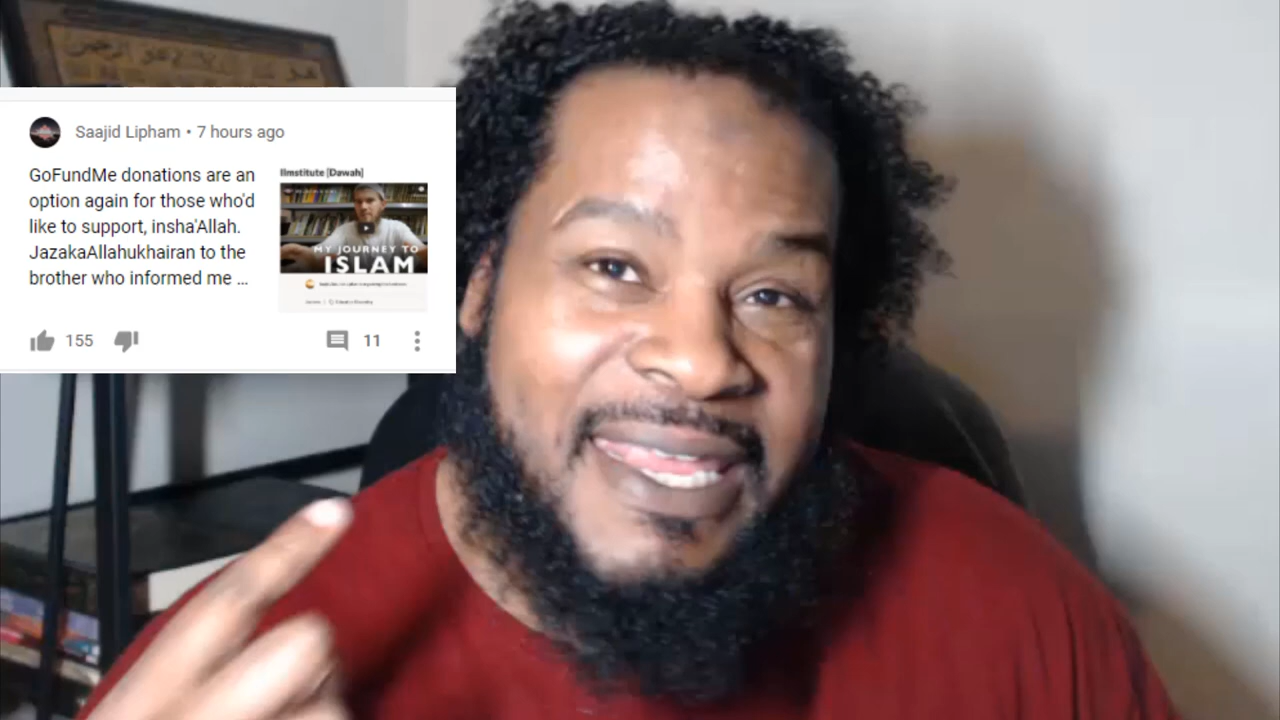 Saajid Lipham • 7 hours ago
GoFundMe donations are an
option again for those who'd
like to support, insha'Allah.
JazakaAllahukhairan to the
brother who informed me ...
IImstitute [Dawah]
MY JOURNEY TO
ISLAM
155
11